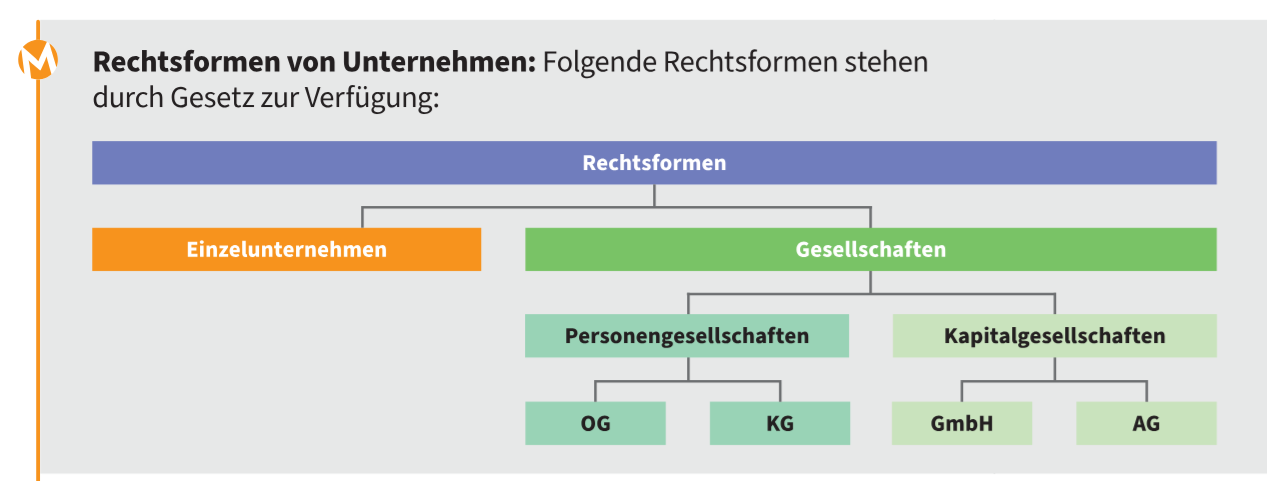 M
Rechtsformen von Unternehmen: Folgende Rechtsformen stehen
durch Gesetz zur Verfügung:
Rechtsformen
Einzelunternehmen
Gesellschaften
Personengesellschaften
Kapitalgesellschaften
OG
KG
GmbH
AG